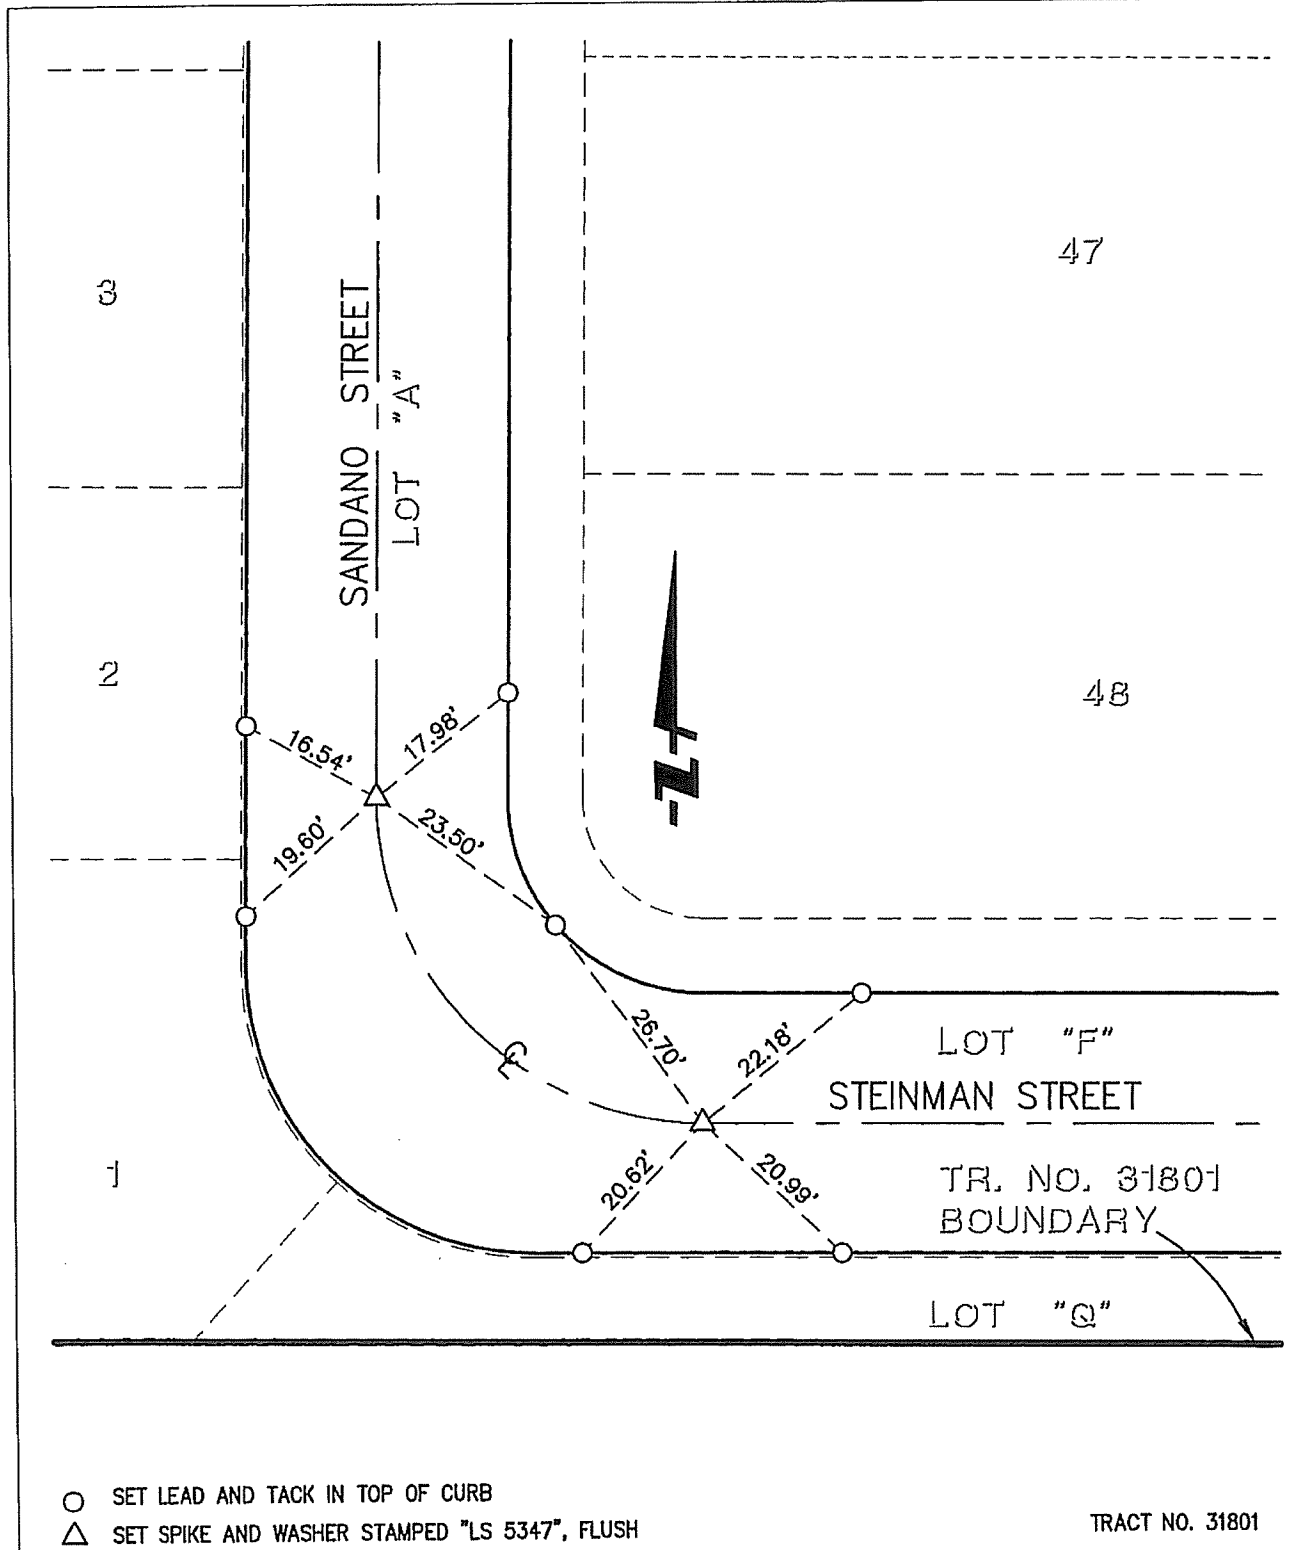 47
3
SANDANO STREET
LOT "A"
2
48
N
17.98'
16.54'
23.50'
19.60'
26.70'
22.18'
LOT "F"
CL
STEINMAN STREET
1
20.62'
20.99'
TR. NO. 31801
BOUNDARY
LOT "Q"
SET LEAD AND TACK IN TOP OF CURB
SET SPIKE AND WASHER STAMPED "LS 5347", FLUSH
TRACT NO. 31801